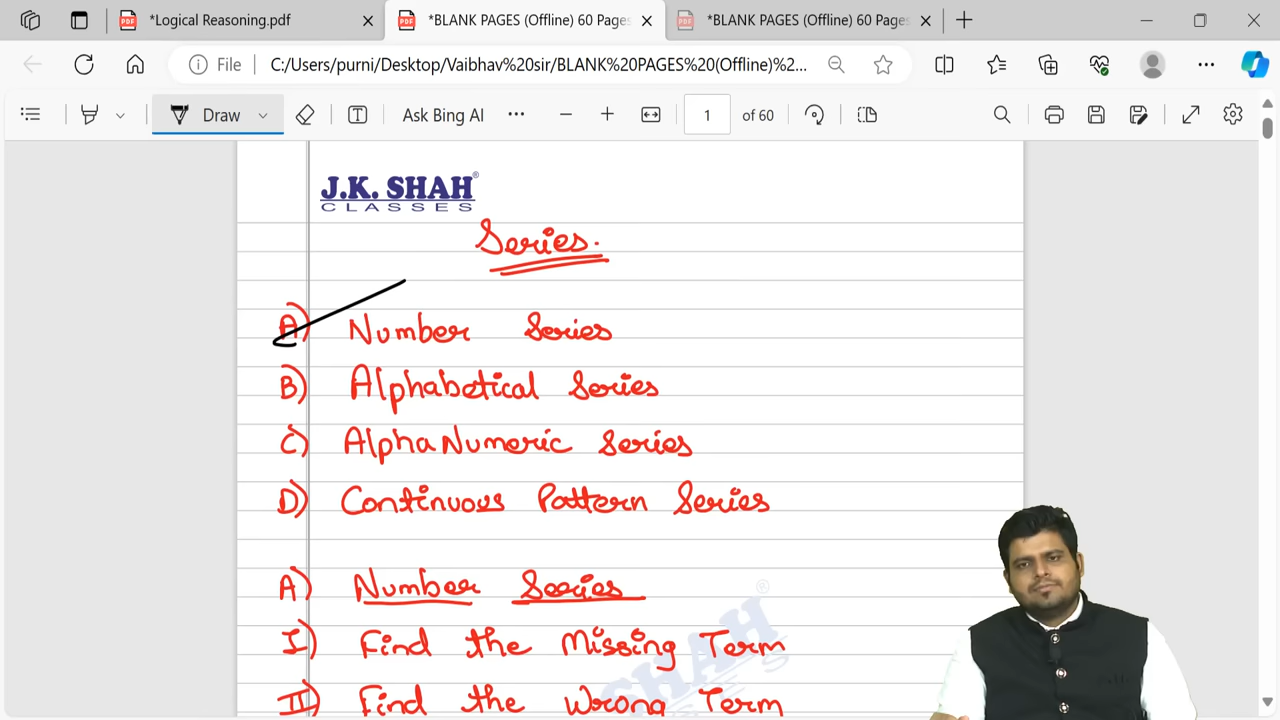 *Logical Reasoning.pdf
*BLANK PAGES (Offline) 60 Pages
*BLANK PAGES (Offline) 60 Pages
File
C:/Users/purni/Desktop/Vaibhav%20sir/BLANK%20PAGES%20(Offline)%2...
Draw
Ask Bing AI
1 of 60
J.K. SHAH®
CLASSES
Series.
A) Number Series
B) Alphabetical Series
C) AlphaNumeric Series
D) Continuous Pattern Series
A) Number Series
I) Find the Missing Term
II) Find the Wrong Term
SHAH